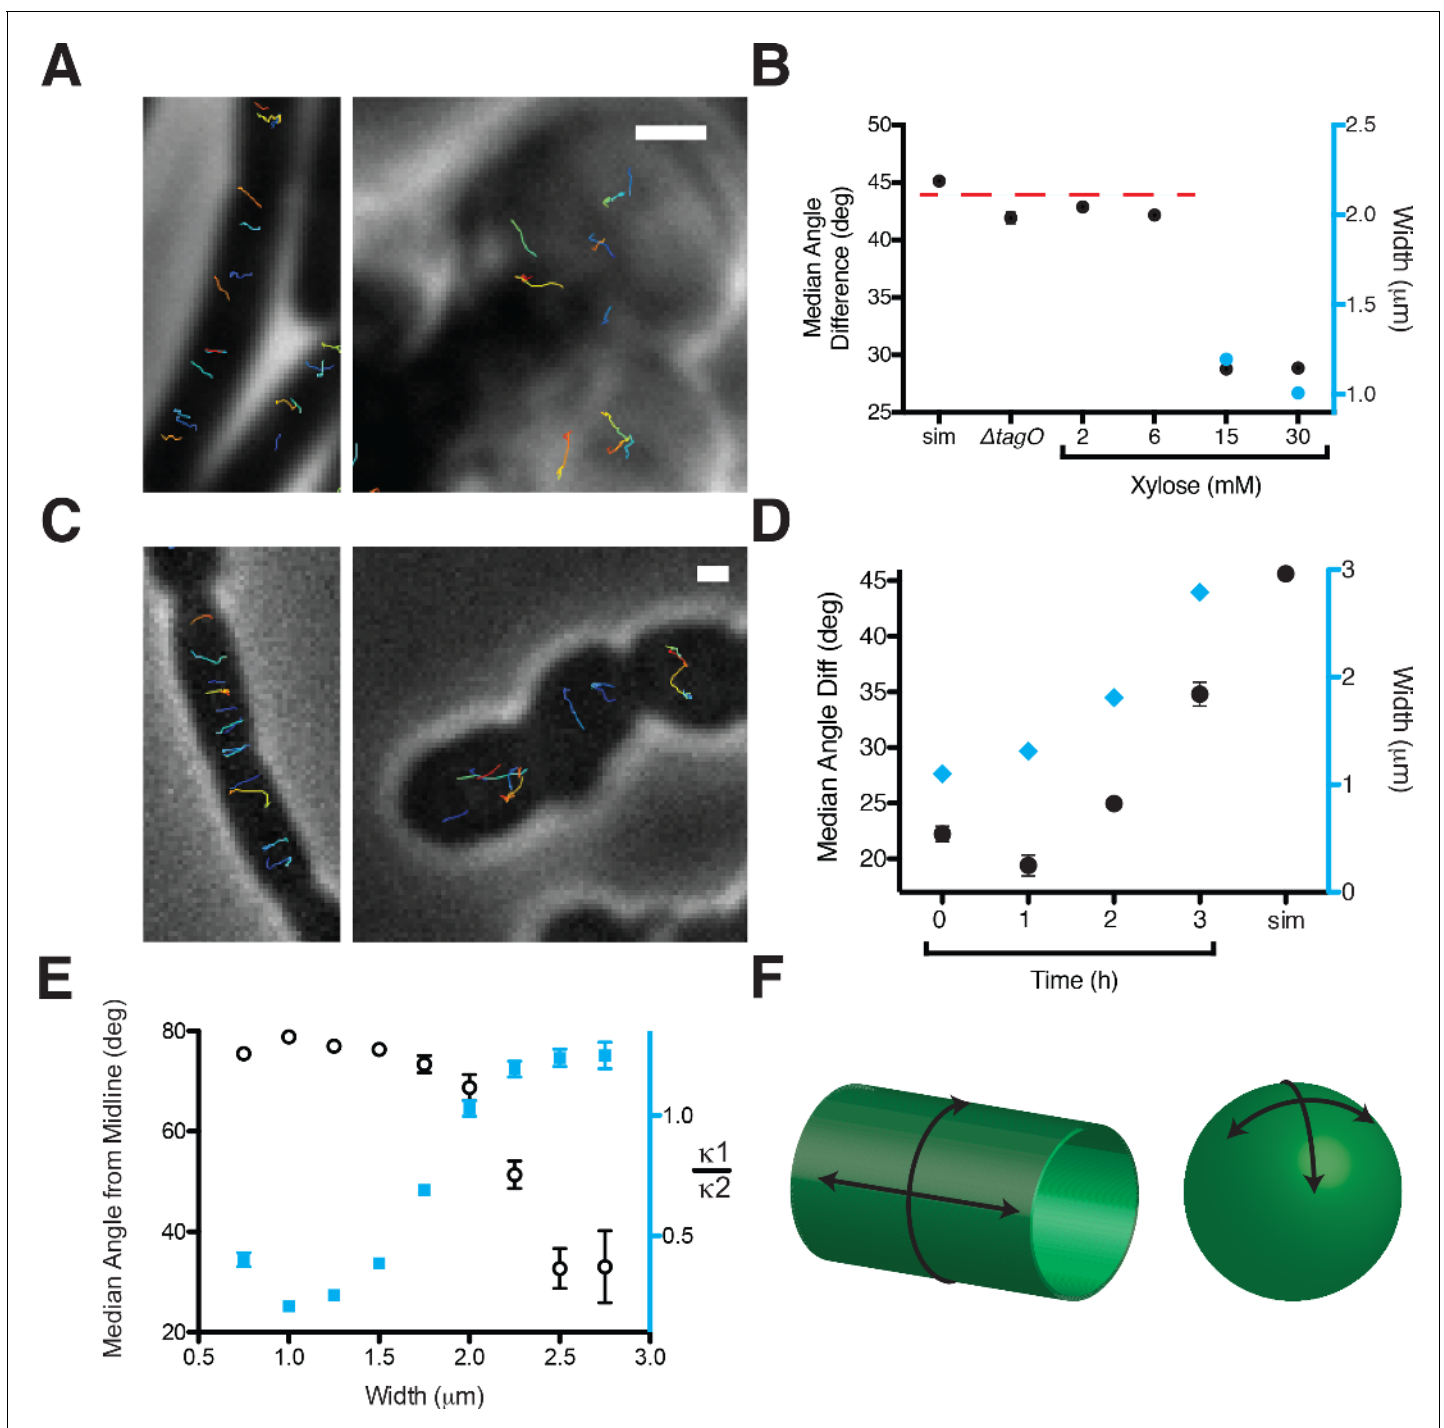 A
B
50
45
40
35
30
25
Median Angle
Difference (deg)
2.5
2.0
1.5
1.0
Width (μm)
sim
ΔtagO
2
6
15
30
Xylose (mM)
C
D
45
40
35
30
25
20
Median Angle Diff (deg)
3
2
1
0
Width (μm)
0
1
2
3
sim
Time (h)
E
80
60
40
20
Median Angle from Midline (deg)
1.0
0.5
κ1
κ2
0.5
1.0
1.5
2.0
2.5
3.0
Width (μm)
F